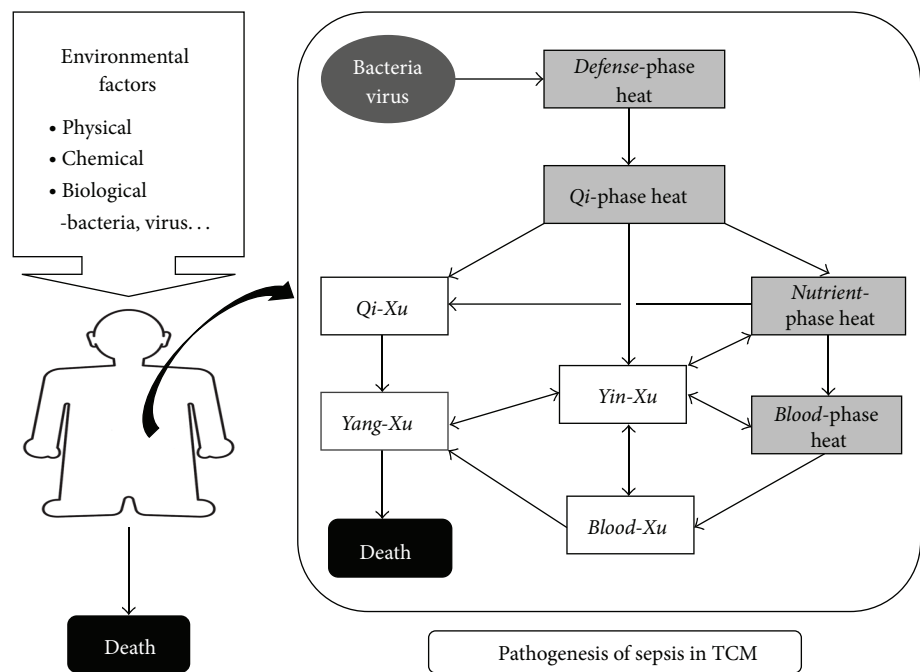 Environmental
factors
• Physical
• Chemical
• Biological
-bacteria, virus...
Death
Bacteria
virus
Defense-phase
heat
Qi-phase heat
Qi-Xu
Nutrient-
phase heat
Yang-Xu
Yin-Xu
Blood-phase
heat
Blood-Xu
Death
Pathogenesis of sepsis in TCM